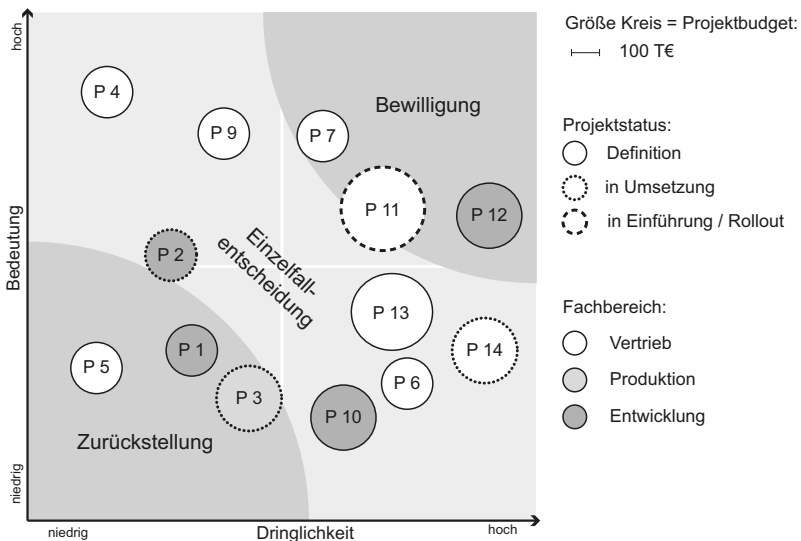 hoch
Bedeutung
niedrig
niedrig
Dringlichkeit
hoch
P 4
P 9
P 7
Bewilligung
P 11
P 12
P 2
Einzelfall-
entscheidung
P 13
P 14
P 1
P 5
P 3
P 6
P 10
Zurückstellung
Größe Kreis = Projektbudget:
100 T€
Projektstatus:
Definition
in Umsetzung
in Einführung / Rollout
Fachbereich:
Vertrieb
Produktion
Entwicklung